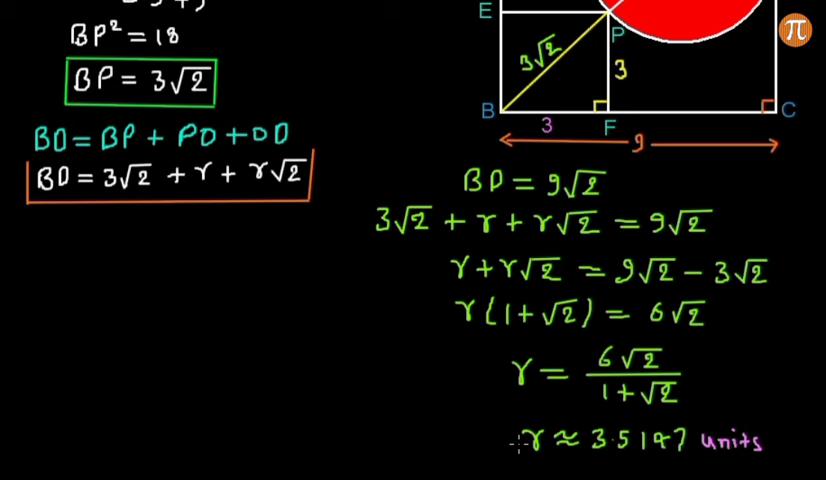 BP² = 18
BP = 3√2
BD = BP + PO + OD
BD = 3√2 + r + r√2
E
P
3√2
3
B
3
F
C
9
π
BD = 9√2
3√2 + r + r√2 = 9√2
r + r√2 = 9√2 − 3√2
r(1 + √2) = 6√2
r = 6√2 / 1 + √2
r ≈ 3.5147 units